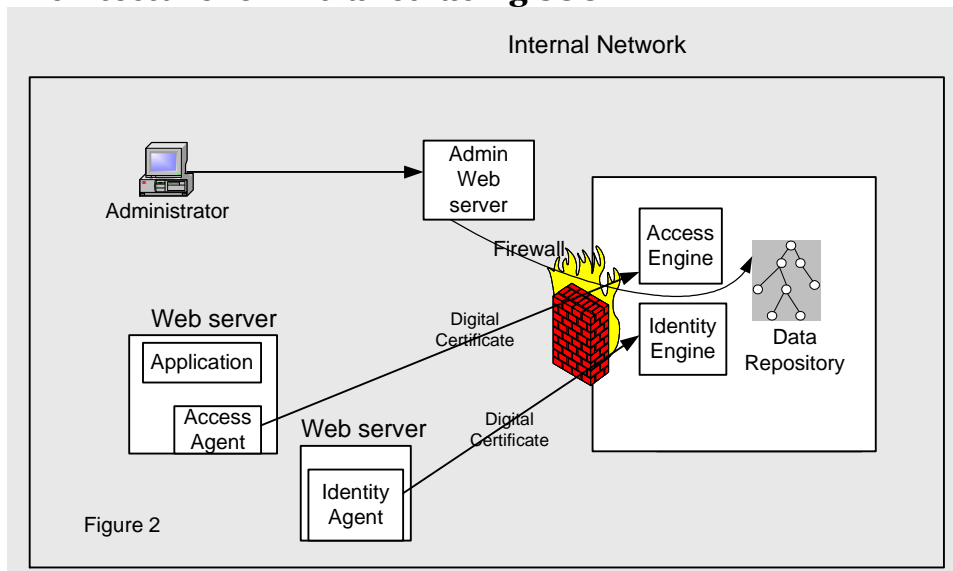 Internal Network
Administrator
Admin
Web
server
Firewall
Access
Engine
Identity
Engine
Data
Repository
Web server
Application
Access
Agent
Digital
Certificate
Web server
Identity
Agent
Digital
Certificate
Figure 2